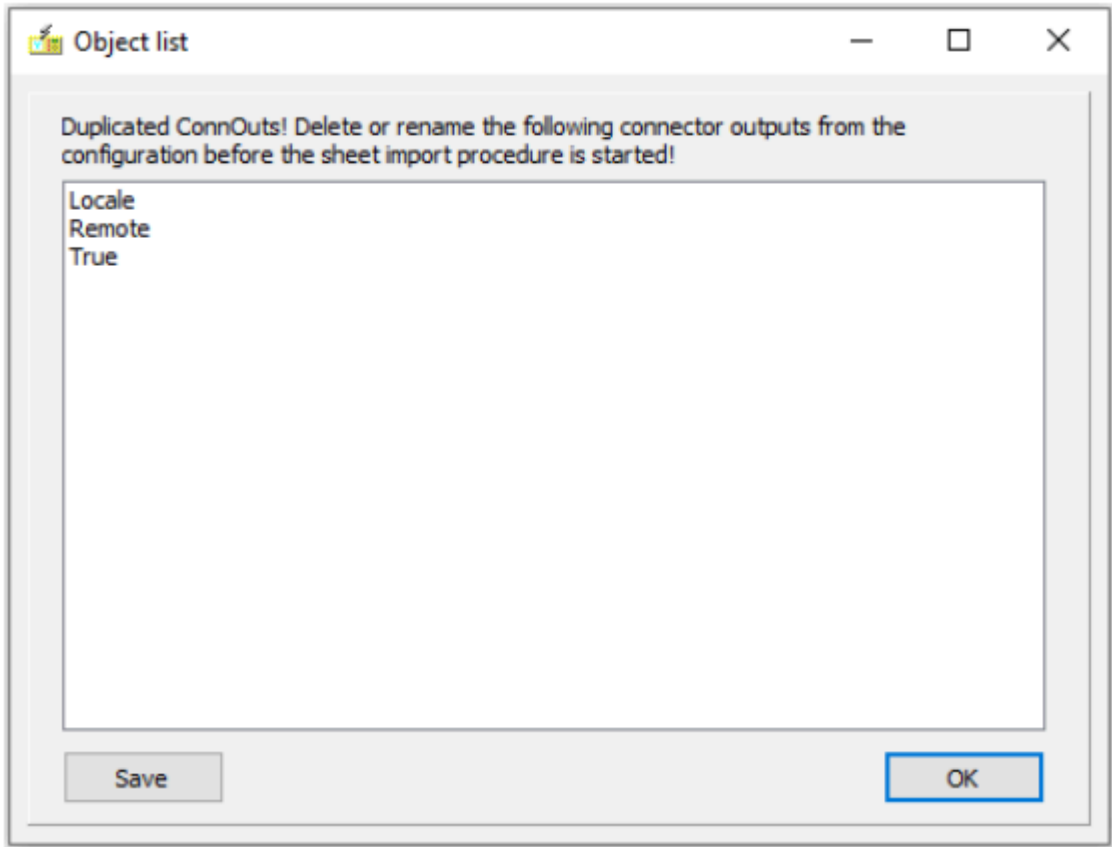 Object list
Duplicated ConnOuts! Delete or rename the following connector outputs from the
configuration before the sheet import procedure is started!
Locale
Remote
True
Save
OK